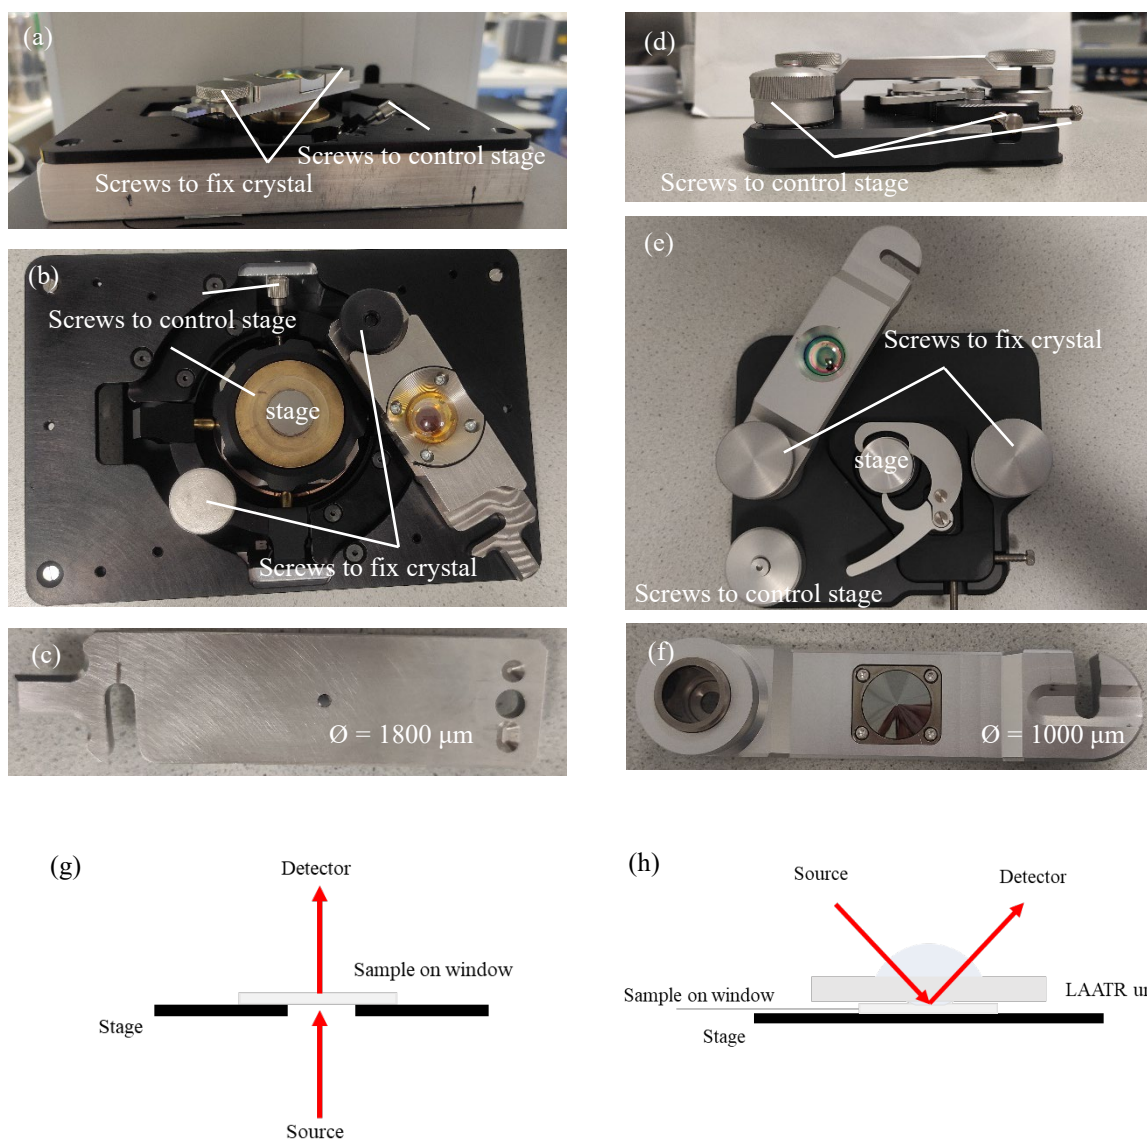 (a)
Screws to control stage
Screws to fix crystal
(b)
Screws to control stage
stage
Screws to fix crystal
(c)
Ø = 1800 μm
(d)
Screws to control stage
(e)
Screws to fix crystal
stage
Screws to control stage
(f)
Ø = 1000 μm
(g)
Detector
Sample on window
Stage
Source
(h)
Source
Detector
Sample on window
LAATR
Stage